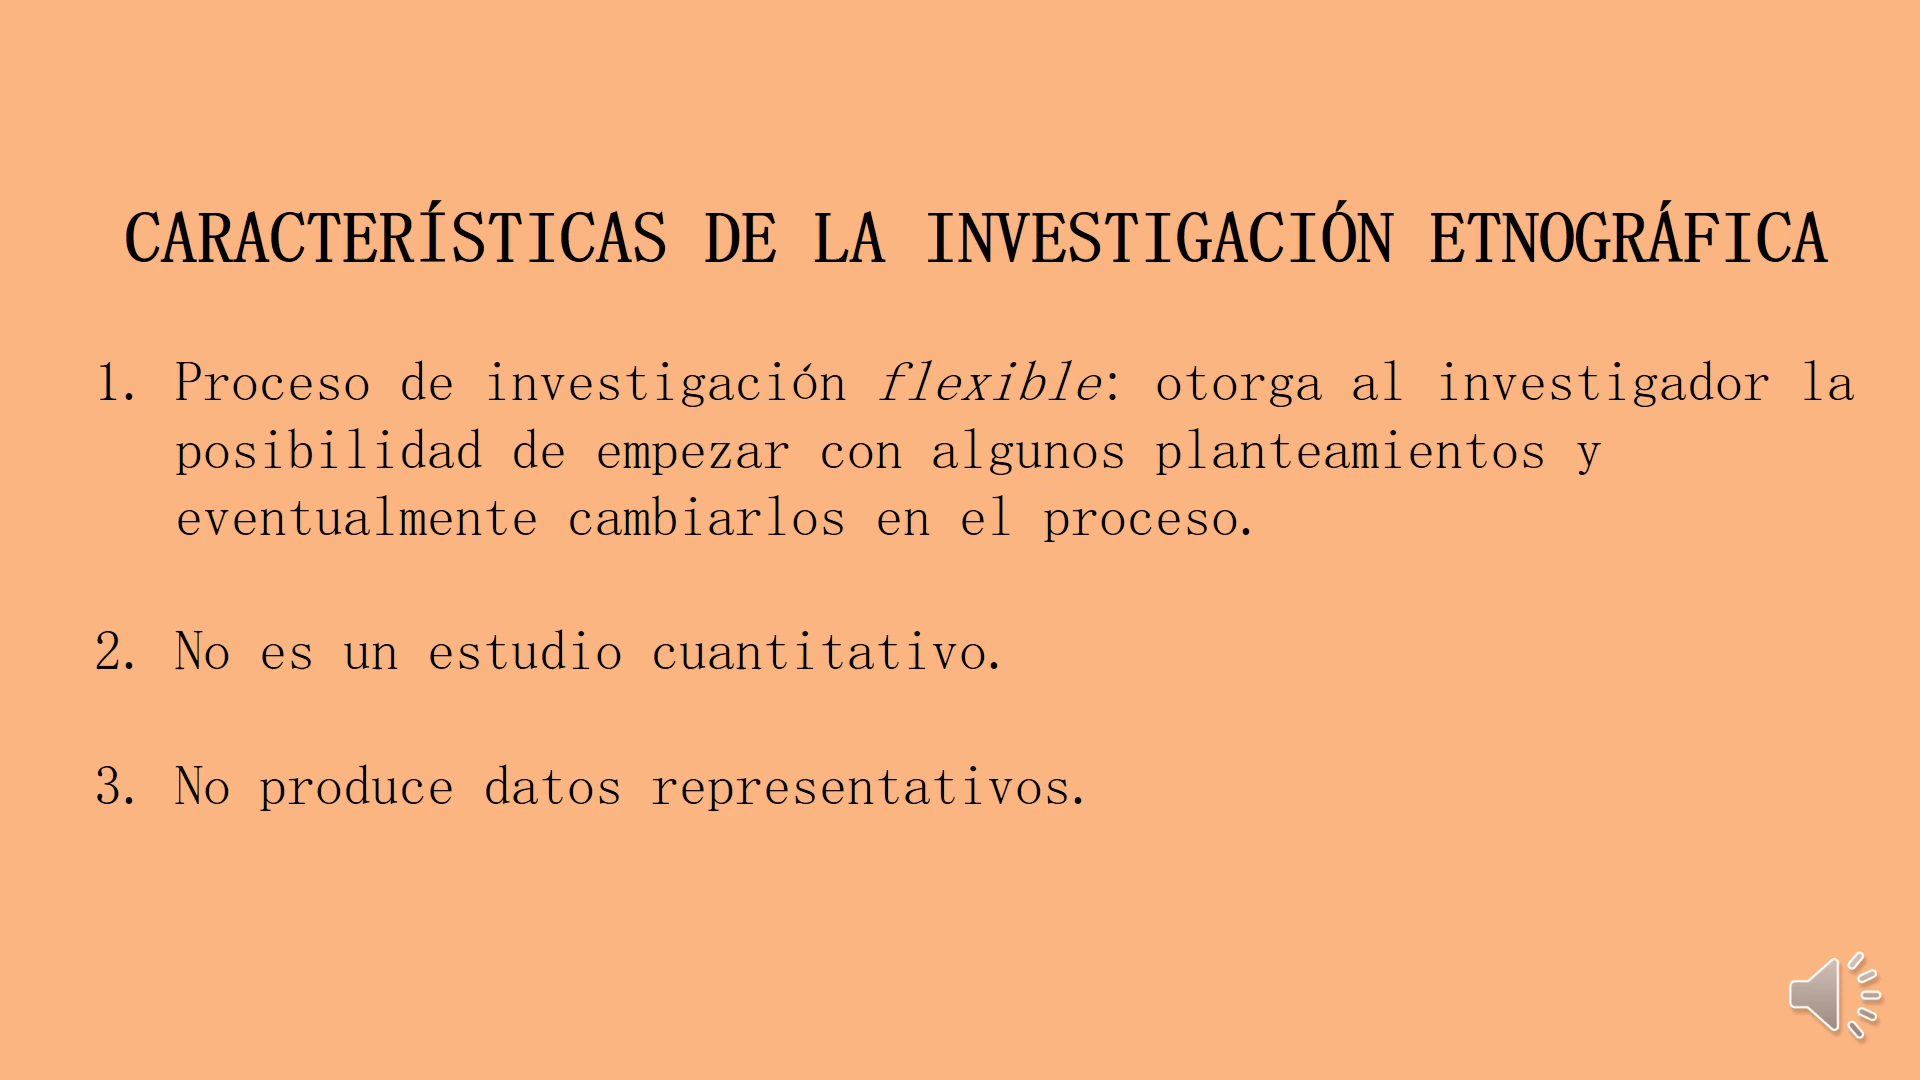 CARACTERÍSTICAS DE LA INVESTIGACIÓN ETNOGRÁFICA
1. Proceso de investigación flexible: otorga al investigador la
posibilidad de empezar con algunos planteamientos y
eventualmente cambiarlos en el proceso.
2. No es un estudio cuantitativo.
3. No produce datos representativos.